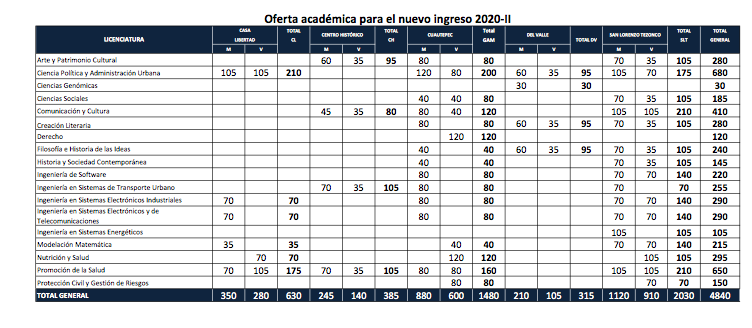 Oferta académica para el nuevo ingreso 2020-II
LICENCIATURA CASA LIBERTAD TOTAL CL CENTRO HISTÓRICO TOTAL CH CUAUTEPEC Total GAM DEL VALLE TOTAL DV SAN LORENZO TEZONCO TOTAL SLT TOTAL GENERAL
M V M V M V M V M V
Arte y Patrimonio Cultural 60 35 95 80 80 70 35 105 280
Ciencia Política y Administración Urbana 105 105 210 120 80 200 60 35 95 105 70 175 680
Ciencias Genómicas 30 30 30
Ciencias Sociales 40 40 80 70 35 105 185
Comunicación y Cultura 45 35 80 80 40 120 105 105 210 410
Creación Literaria 80 80 60 35 95 70 35 105 280
Derecho 120 120 120
Filosofía e Historia de las Ideas 40 40 60 35 95 70 35 105 240
Historia y Sociedad Contemporánea 40 40 70 35 105 145
Ingeniería de Software 80 80 70 70 140 220
Ingeniería en Sistemas de Transporte Urbano 70 35 105 80 80 70 70 255
Ingeniería en Sistemas Electrónicos Industriales 70 70 80 80 70 70 140 290
Ingeniería en Sistemas Electrónicos y de
Telecomunicaciones 70 70 80 80 70 70 140 290
Ingeniería en Sistemas Energéticos 105 105 105
Modelación Matemática 35 35 40 40 70 70 140 215
Nutrición y Salud 70 70 120 120 105 105 295
Promoción de la Salud 70 105 175 70 35 105 80 80 160 105 105 210 650
Protección Civil y Gestión de Riesgos 80 80 70 70 150
TOTAL GENERAL 350 280 630 245 140 385 880 600 1480 210 105 315 1120 910 2030 4840